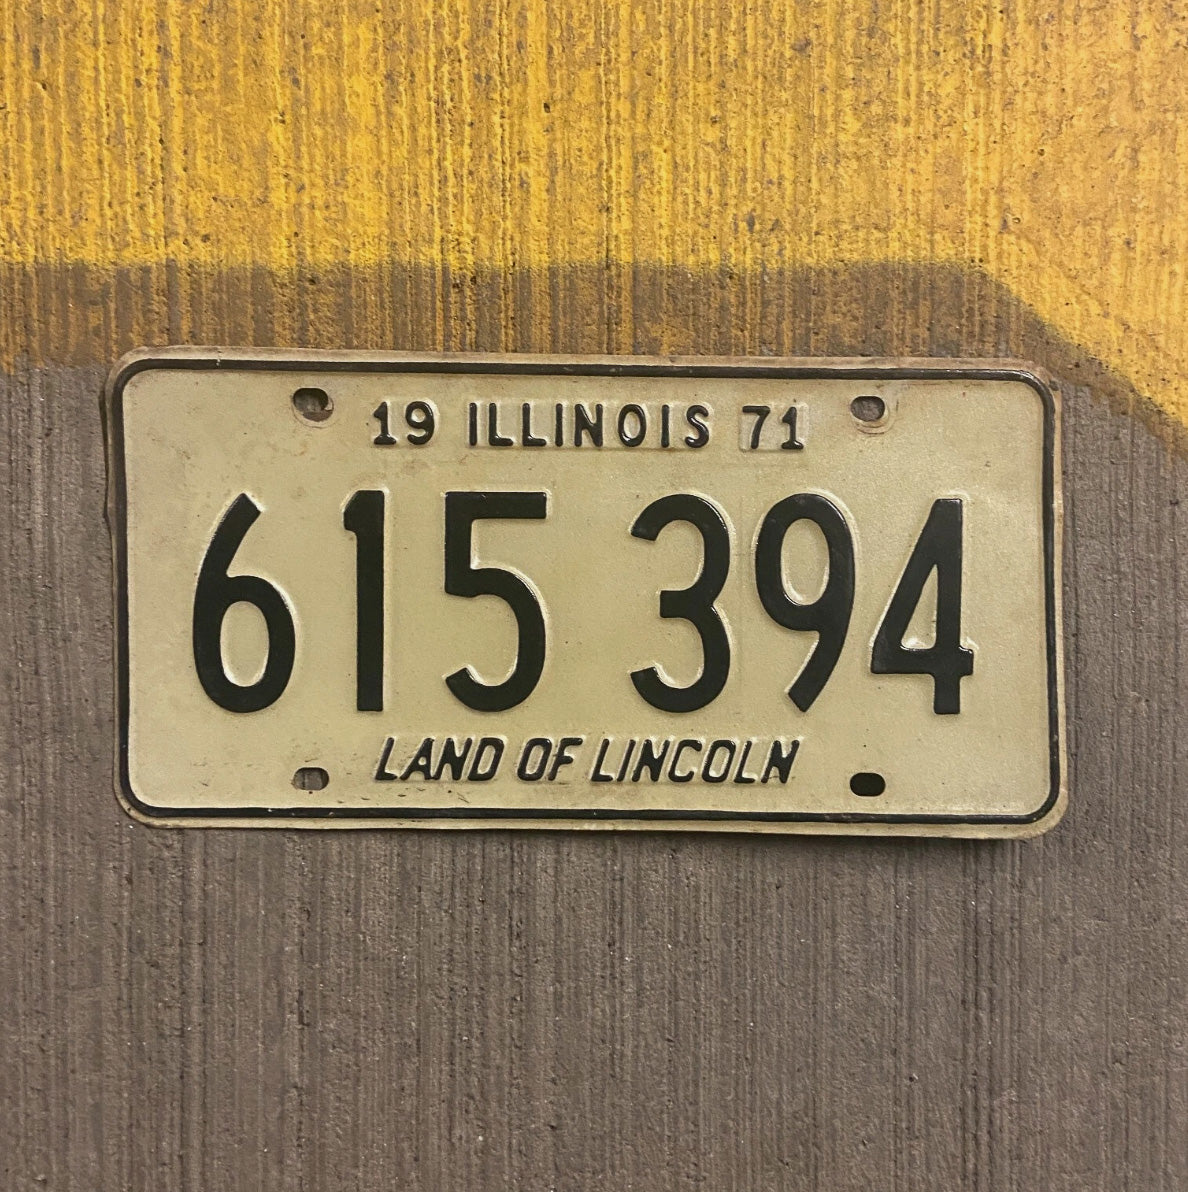 19 ILLINOIS 71
615 394
LAND OF LINCOLN